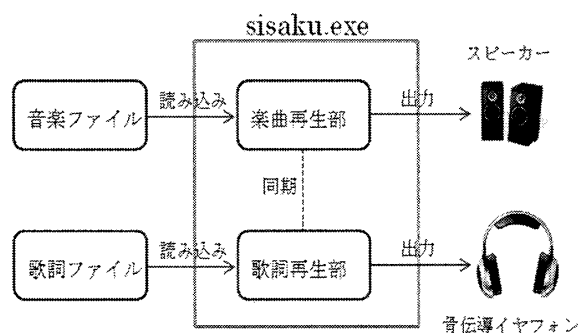 sisaku.exe
スピーカー
音楽ファイル
読み込み
楽曲再生部
出力
同期
歌詞ファイル
読み込み
歌詞再生部
出力
骨伝導イヤフォン